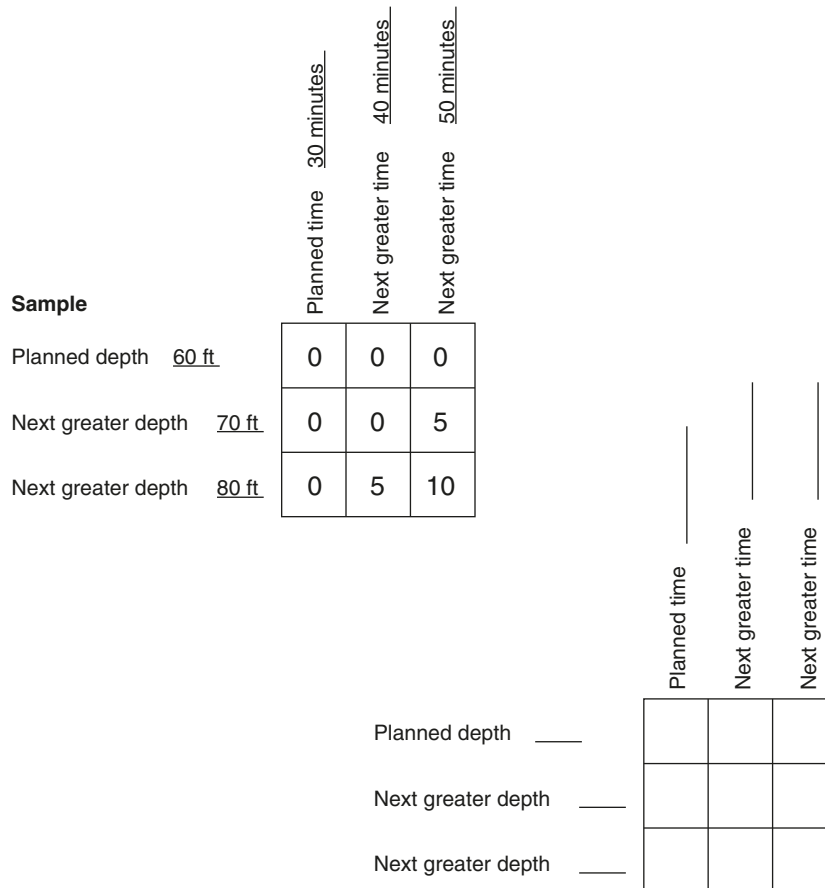 Planned time 30 minutes
Next greater time 40 minutes
Next greater time 50 minutes
Sample
Planned depth 60 ft 0 0 0
Next greater depth 70 ft 0 0 5
Next greater depth 80 ft 0 5 10
Planned time
Next greater time
Next greater time
Planned depth
Next greater depth
Next greater depth